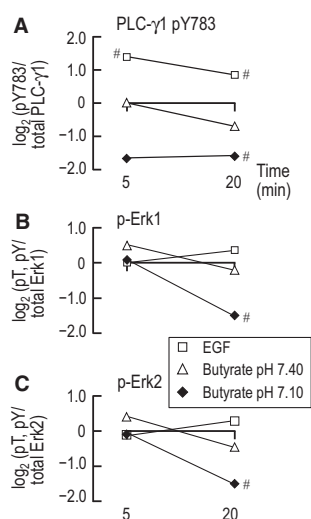 A PLC-γ1 pY783
#
#
#
2.0
1.0
0.0
−1.0
−2.0
log2 (pY783/
total PLC-γ1)
5 20
Time
(min)
B p-Erk1
1.0
0.0
−1.0
−2.0
log2 (pT, pY/
total Erk1)
#
EGF
Butyrate pH 7.40
Butyrate pH 7.10
C p-Erk2
1.0
0.0
−1.0
−2.0
log2 (pT, pY/
total Erk2)
#
5 20